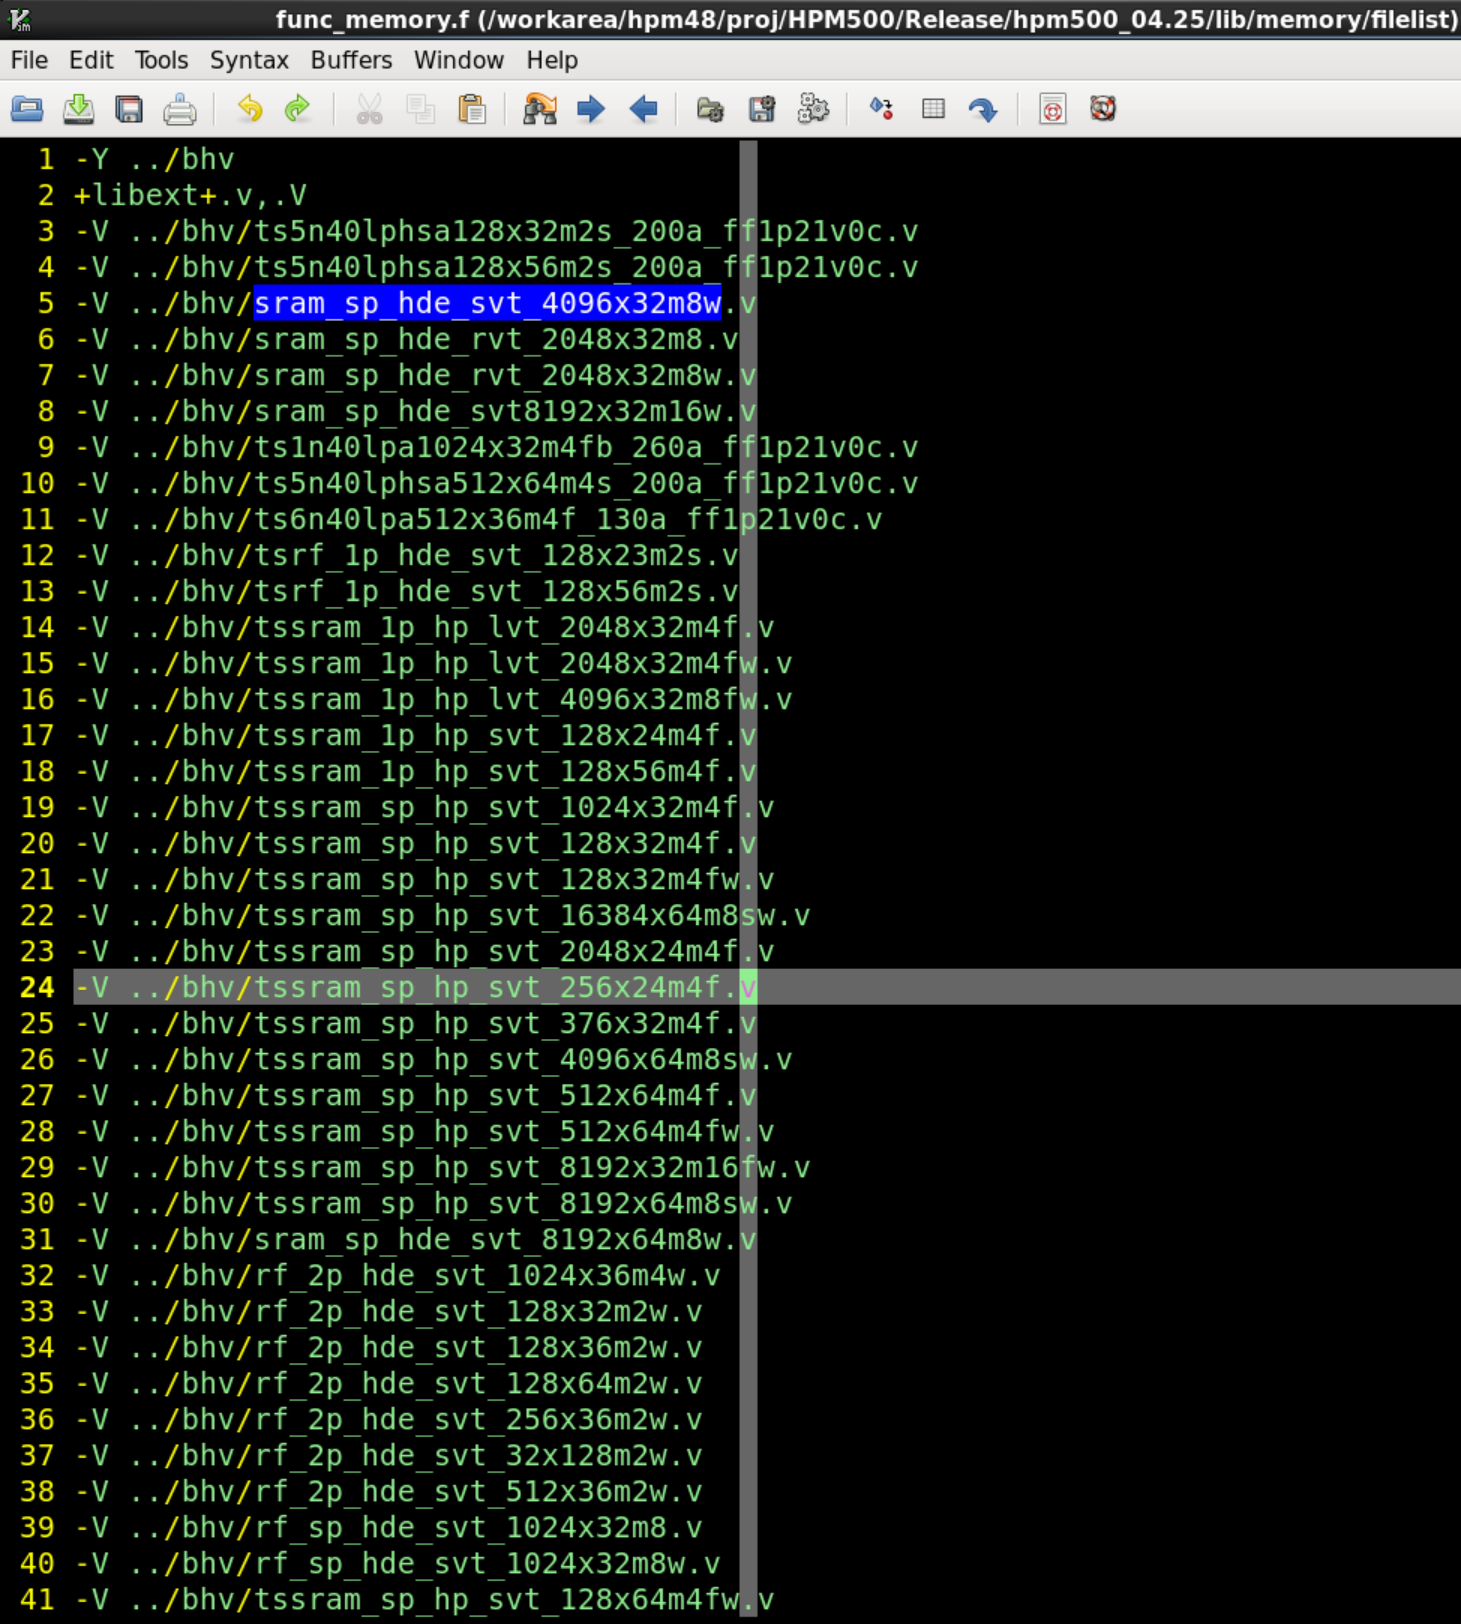 func_memory.f (/workarea/hpm48/proj/HPM500/Release/hpm500_04.25/lib/memory/filelist)
File Edit Tools Syntax Buffers Window Help
1 -Y ../bhv
2 +libext+.v,.V
3 -V ../bhv/ts5n40lphsa128x32m2s_200a_ff1p21v0c.v
4 -V ../bhv/ts5n40lphsa128x56m2s_200a_ff1p21v0c.v
5 -V ../bhv/sram_sp_hde_svt_4096x32m8w.v
6 -V ../bhv/sram_sp_hde_rvt_2048x32m8.v
7 -V ../bhv/sram_sp_hde_rvt_2048x32m8w.v
8 -V ../bhv/sram_sp_hde_svt8192x32m16w.v
9 -V ../bhv/ts1n40lpa1024x32m4fb_260a_ff1p21v0c.v
10 -V ../bhv/ts5n40lphsa512x64m4s_200a_ff1p21v0c.v
11 -V ../bhv/ts6n40lpa512x36m4f_130a_ff1p21v0c.v
12 -V ../bhv/tsrf_1p_hde_svt_128x23m2s.v
13 -V ../bhv/tsrf_1p_hde_svt_128x56m2s.v
14 -V ../bhv/tssram_1p_hp_lvt_2048x32m4f.v
15 -V ../bhv/tssram_1p_hp_lvt_2048x32m4fw.v
16 -V ../bhv/tssram_1p_hp_lvt_4096x32m8fw.v
17 -V ../bhv/tssram_1p_hp_svt_128x24m4f.v
18 -V ../bhv/tssram_1p_hp_svt_128x56m4f.v
19 -V ../bhv/tssram_sp_hp_svt_1024x32m4f.v
20 -V ../bhv/tssram_sp_hp_svt_128x32m4f.v
21 -V ../bhv/tssram_sp_hp_svt_128x32m4fw.v
22 -V ../bhv/tssram_sp_hp_svt_16384x64m8sw.v
23 -V ../bhv/tssram_sp_hp_svt_2048x24m4f.v
24 -V ../bhv/tssram_sp_hp_svt_256x24m4f.v
25 -V ../bhv/tssram_sp_hp_svt_376x32m4f.v
26 -V ../bhv/tssram_sp_hp_svt_4096x64m8sw.v
27 -V ../bhv/tssram_sp_hp_svt_512x64m4f.v
28 -V ../bhv/tssram_sp_hp_svt_512x64m4fw.v
29 -V ../bhv/tssram_sp_hp_svt_8192x32m16fw.v
30 -V ../bhv/tssram_sp_hp_svt_8192x64m8sw.v
31 -V ../bhv/sram_sp_hde_svt_8192x64m8w.v
32 -V ../bhv/rf_2p_hde_svt_1024x36m4w.v
33 -V ../bhv/rf_2p_hde_svt_128x32m2w.v
34 -V ../bhv/rf_2p_hde_svt_128x36m2w.v
35 -V ../bhv/rf_2p_hde_svt_128x64m2w.v
36 -V ../bhv/rf_2p_hde_svt_256x36m2w.v
37 -V ../bhv/rf_2p_hde_svt_32x128m2w.v
38 -V ../bhv/rf_2p_hde_svt_512x36m2w.v
39 -V ../bhv/rf_sp_hde_svt_1024x32m8.v
40 -V ../bhv/rf_sp_hde_svt_1024x32m8w.v
41 -V ../bhv/tssram_sp_hp_svt_128x64m4fw.v